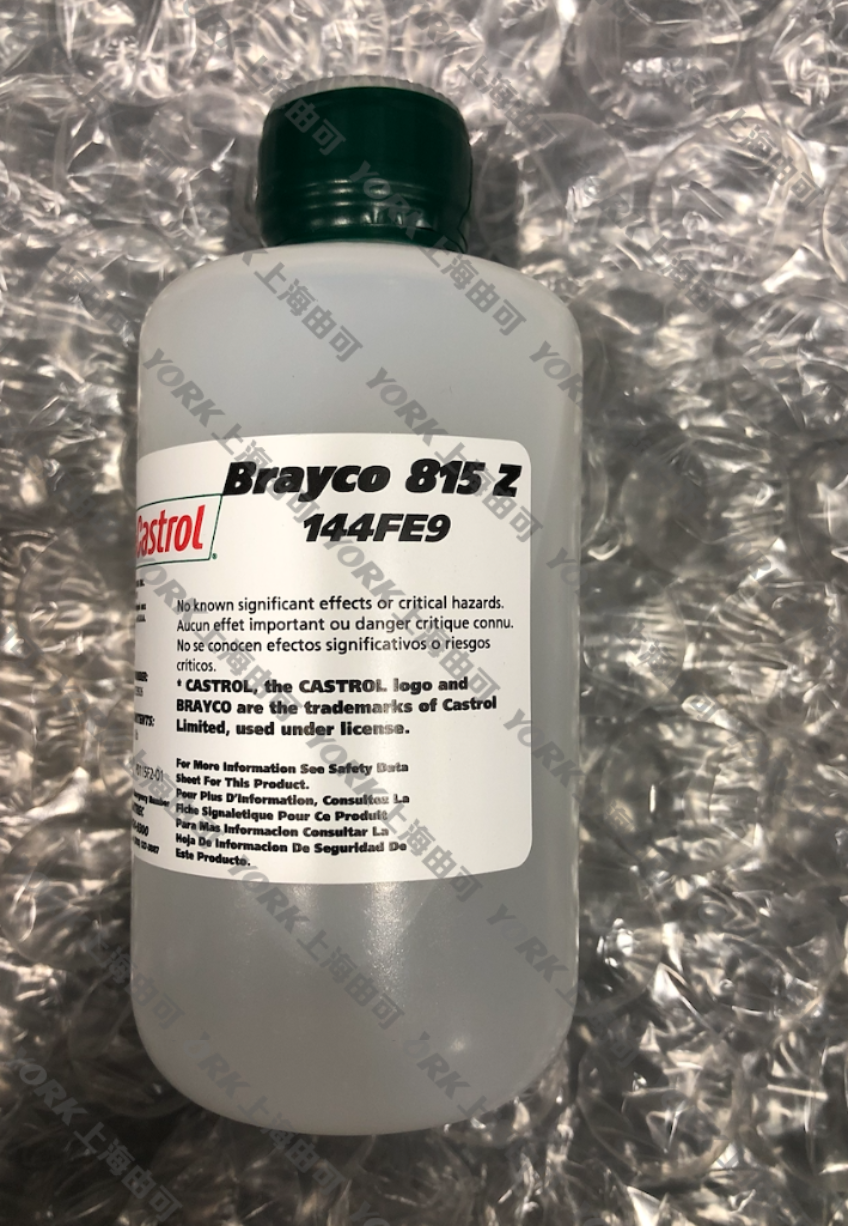 Brayco 815 Z
144FE9
Castrol
No known significant effects or critical hazards.
Aucun effet important ou danger critique connu.
No se conocen efectos significativos o riesgos
críticos.
* CASTROL, the CASTROL logo and
BRAYCO are the trademarks of Castrol
Limited, used under license.
For More Information See Safety Data
Sheet For This Product.
Pour Plus D'Information, Consultez La
Fiche Signaletique Pour Ce Produit
Para Mas Informacion Consultar La
Hoja De Informacion De Seguridad De
Este Producto.
YORK 上海由可